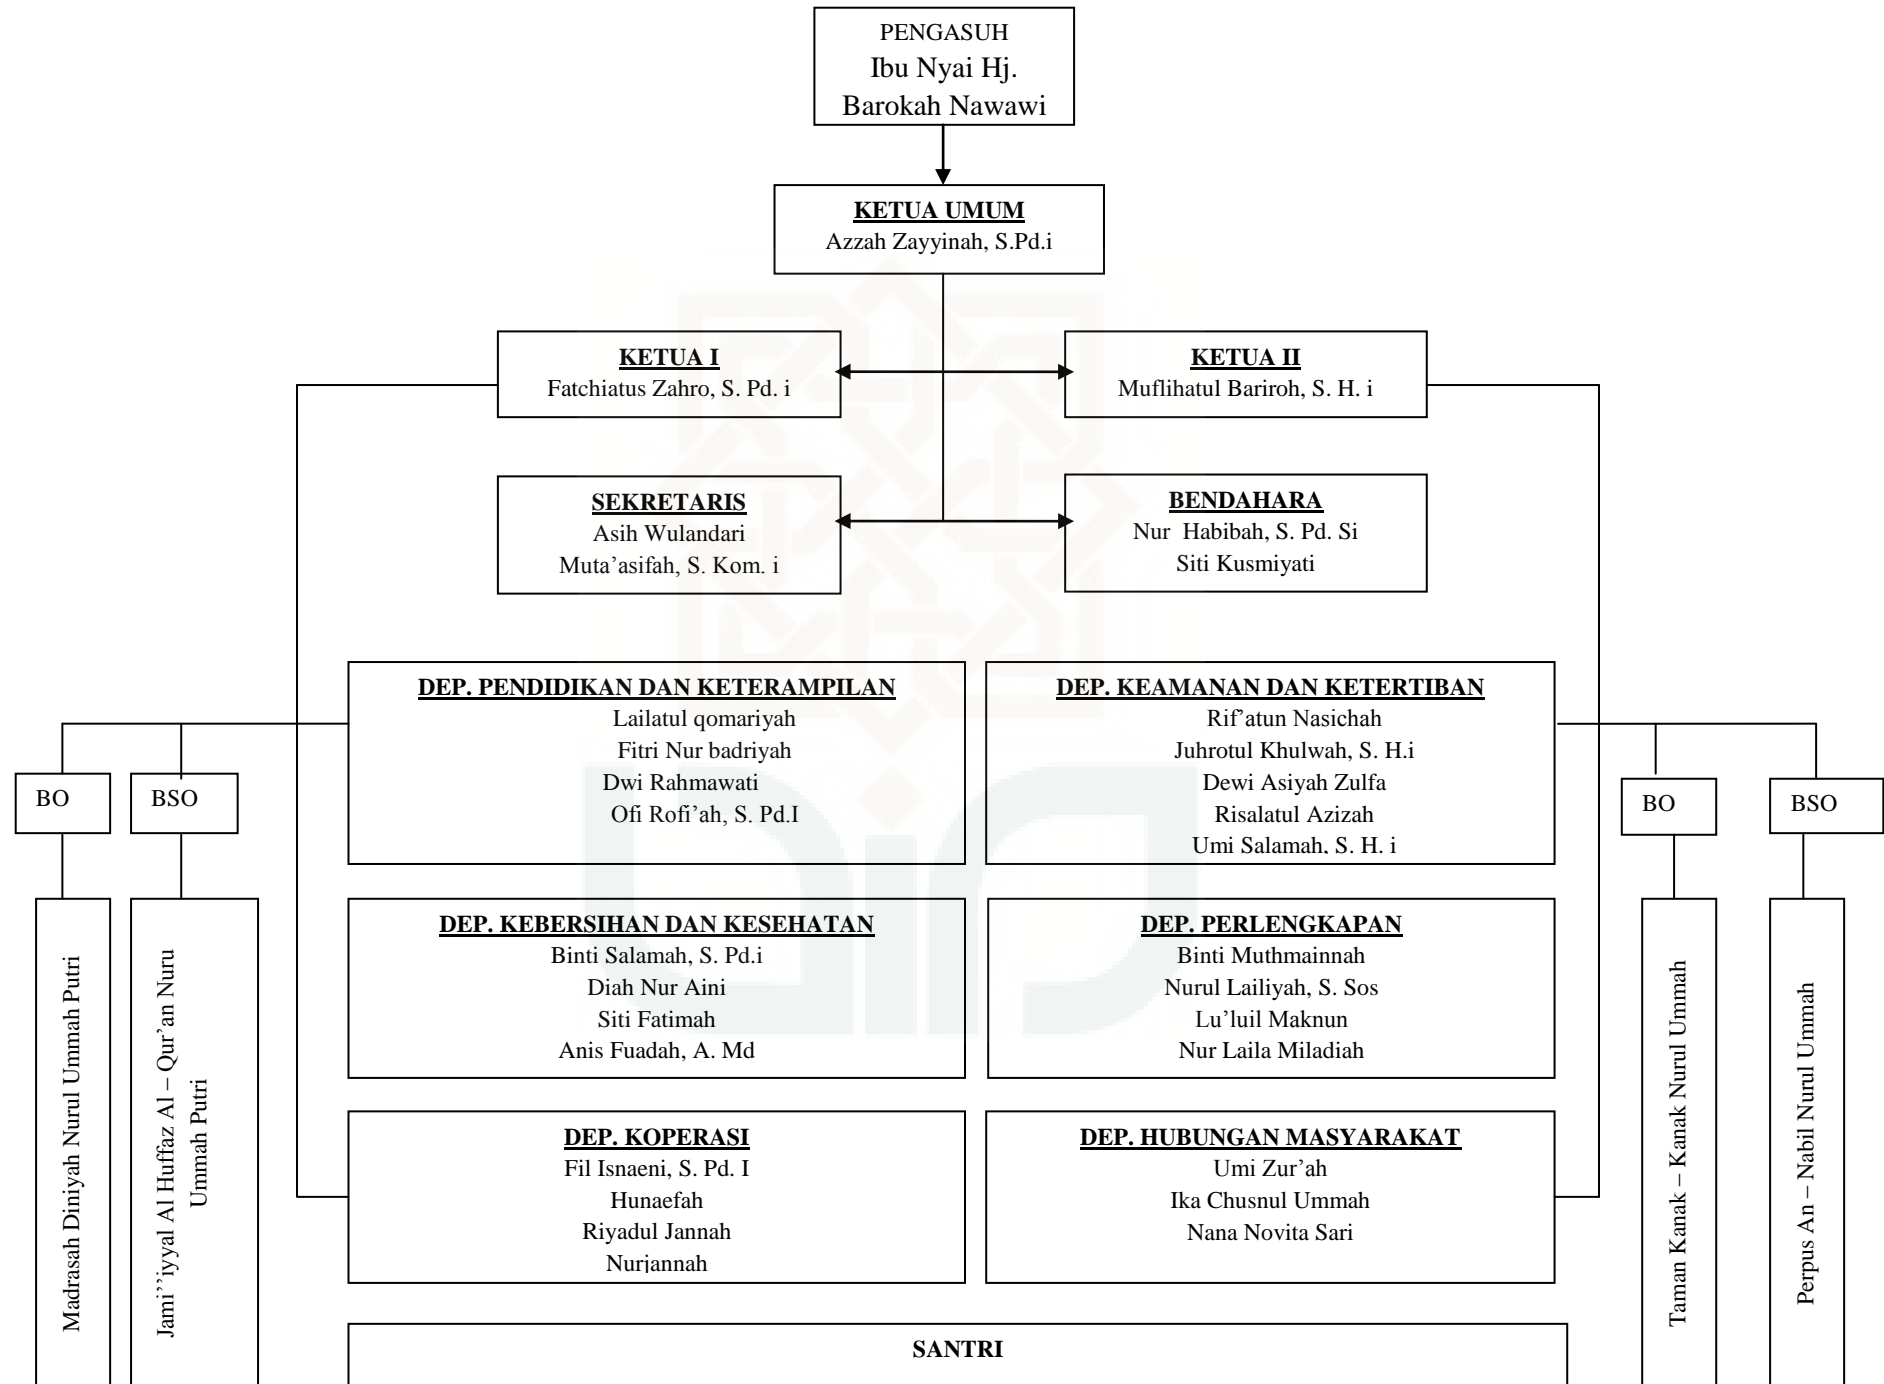 PENGASUH
Ibu Nyai Hj.
Barokah Nawawi
KETUA UMUM
Azzah Zayyinah, S.Pd.i
KETUA I
Fatchiatus Zahro, S. Pd. i
KETUA II
Muflihatul Bariroh, S. H. i
SEKRETARIS
Asih Wulandari
Muta’asifah, S. Kom. i
BENDAHARA
Nur Habibah, S. Pd. Si
Siti Kusmiyati
DEP. PENDIDIKAN DAN KETERAMPILAN
Lailatul qomariyah
Fitri Nur badriyah
Dwi Rahmawati
Ofi Rofi’ah, S. Pd.I
DEP. KEAMANAN DAN KETERTIBAN
Rif’atun Nasichah
Juhrotul Khulwah, S. H.i
Dewi Asiyah Zulfa
Risalatul Azizah
Umi Salamah, S. H. i
BO
BSO
BO
BSO
DEP. KEBERSIHAN DAN KESEHATAN
Binti Salamah, S. Pd.i
Diah Nur Aini
Siti Fatimah
Anis Fuadah, A. Md
DEP. PERLENGKAPAN
Binti Muthmainnah
Nurul Lailiyah, S. Sos
Lu’luil Maknun
Nur Laila Miladiah
DEP. KOPERASI
Fil Isnaeni, S. Pd. I
Hunaefah
Riyadul Jannah
Nurjannah
DEP. HUBUNGAN MASYARAKAT
Umi Zur’ah
Ika Chusnul Ummah
Nana Novita Sari
Madrasah Diniyah Nurul Ummah Putri
Jami’’iyyal Al Huffaz Al – Qur’an Nuru
Ummah Putri
Taman Kanak – Kanak Nurul Ummah
Perpus An – Nabil Nurul Ummah
SANTRI